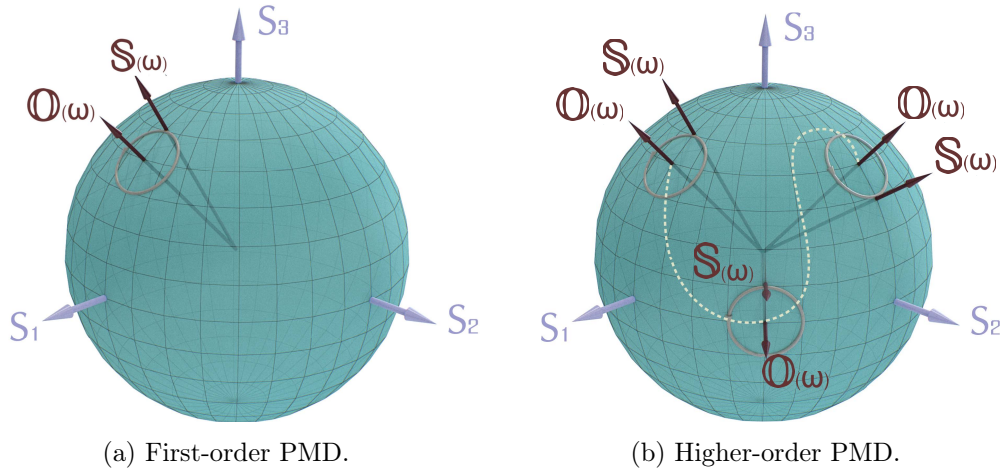 S₃
𝕊(ω)
𝕆(ω)
S₁
S₂
(a) First-order PMD.
S₃
𝕊(ω)
𝕆(ω)
𝕆(ω)
𝕊(ω)
𝕊(ω)
𝕆(ω)
S₁
S₂
(b) Higher-order PMD.